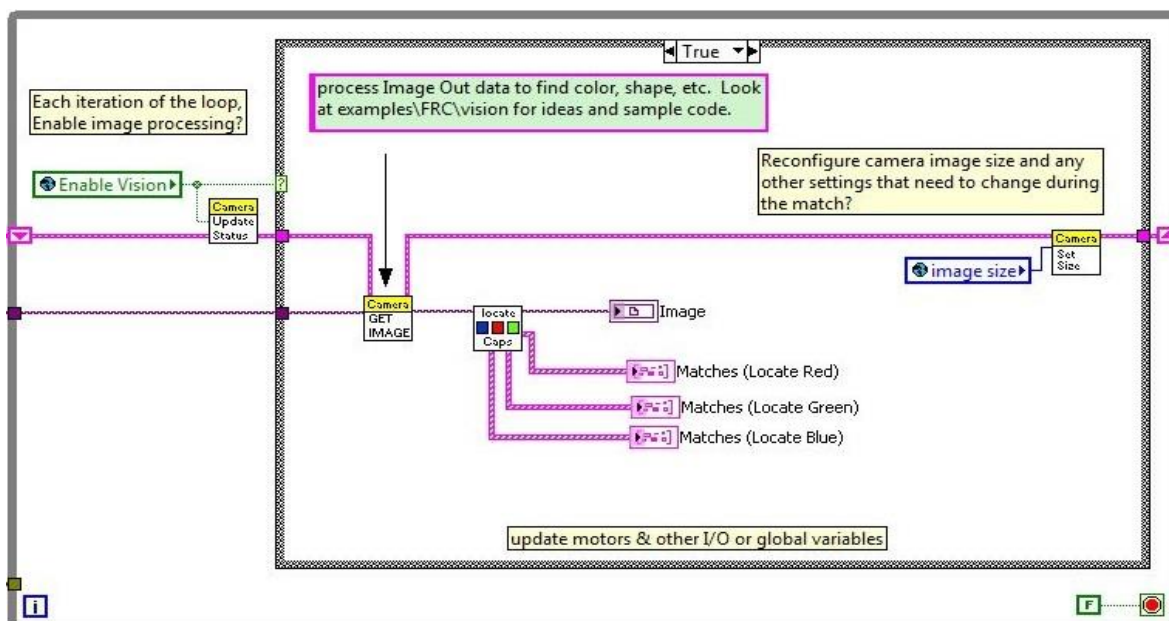 True
process Image Out data to find color, shape, etc.  Look
at examples\FRC\vision for ideas and sample code.
Each iteration of the loop,
Enable image processing?
Enable Vision
?
Camera
Update
Status
Reconfigure camera image size and any
other settings that need to change during
the match?
Camera
Set
Size
image size
Camera
GET
IMAGE
locate
Caps
Image
Matches (Locate Red)
Matches (Locate Green)
Matches (Locate Blue)
update motors & other I/O or global variables
i
F